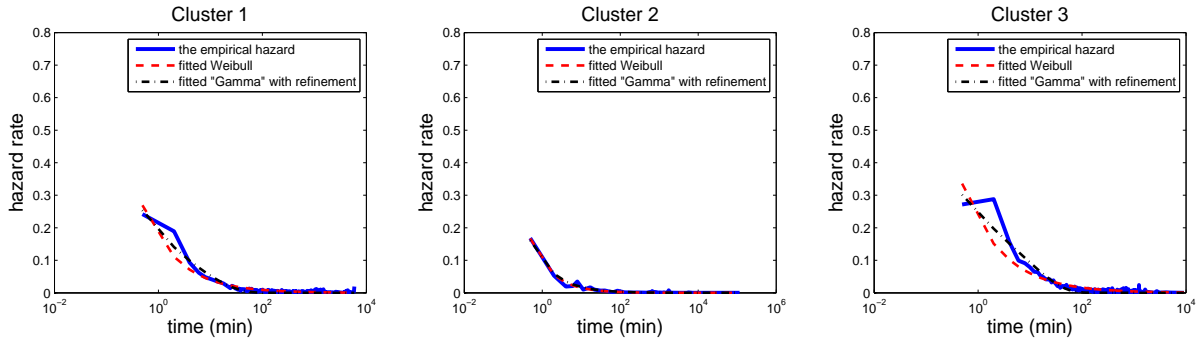 Cluster 1
0.8
0.7
0.6
0.5
0.4
0.3
0.2
0.1
0
hazard rate
the empirical hazard
fitted Weibull
fitted "Gamma" with refinement
10^−2 10^0 10^2 10^4
time (min)
Cluster 2
0.8
0.7
0.6
0.5
0.4
0.3
0.2
0.1
0
hazard rate
the empirical hazard
fitted Weibull
fitted "Gamma" with refinement
10^−2 10^0 10^2 10^4 10^6
time (min)
Cluster 3
0.8
0.7
0.6
0.5
0.4
0.3
0.2
0.1
0
hazard rate
the empirical hazard
fitted Weibull
fitted "Gamma" with refinement
10^−2 10^0 10^2 10^4
time (min)